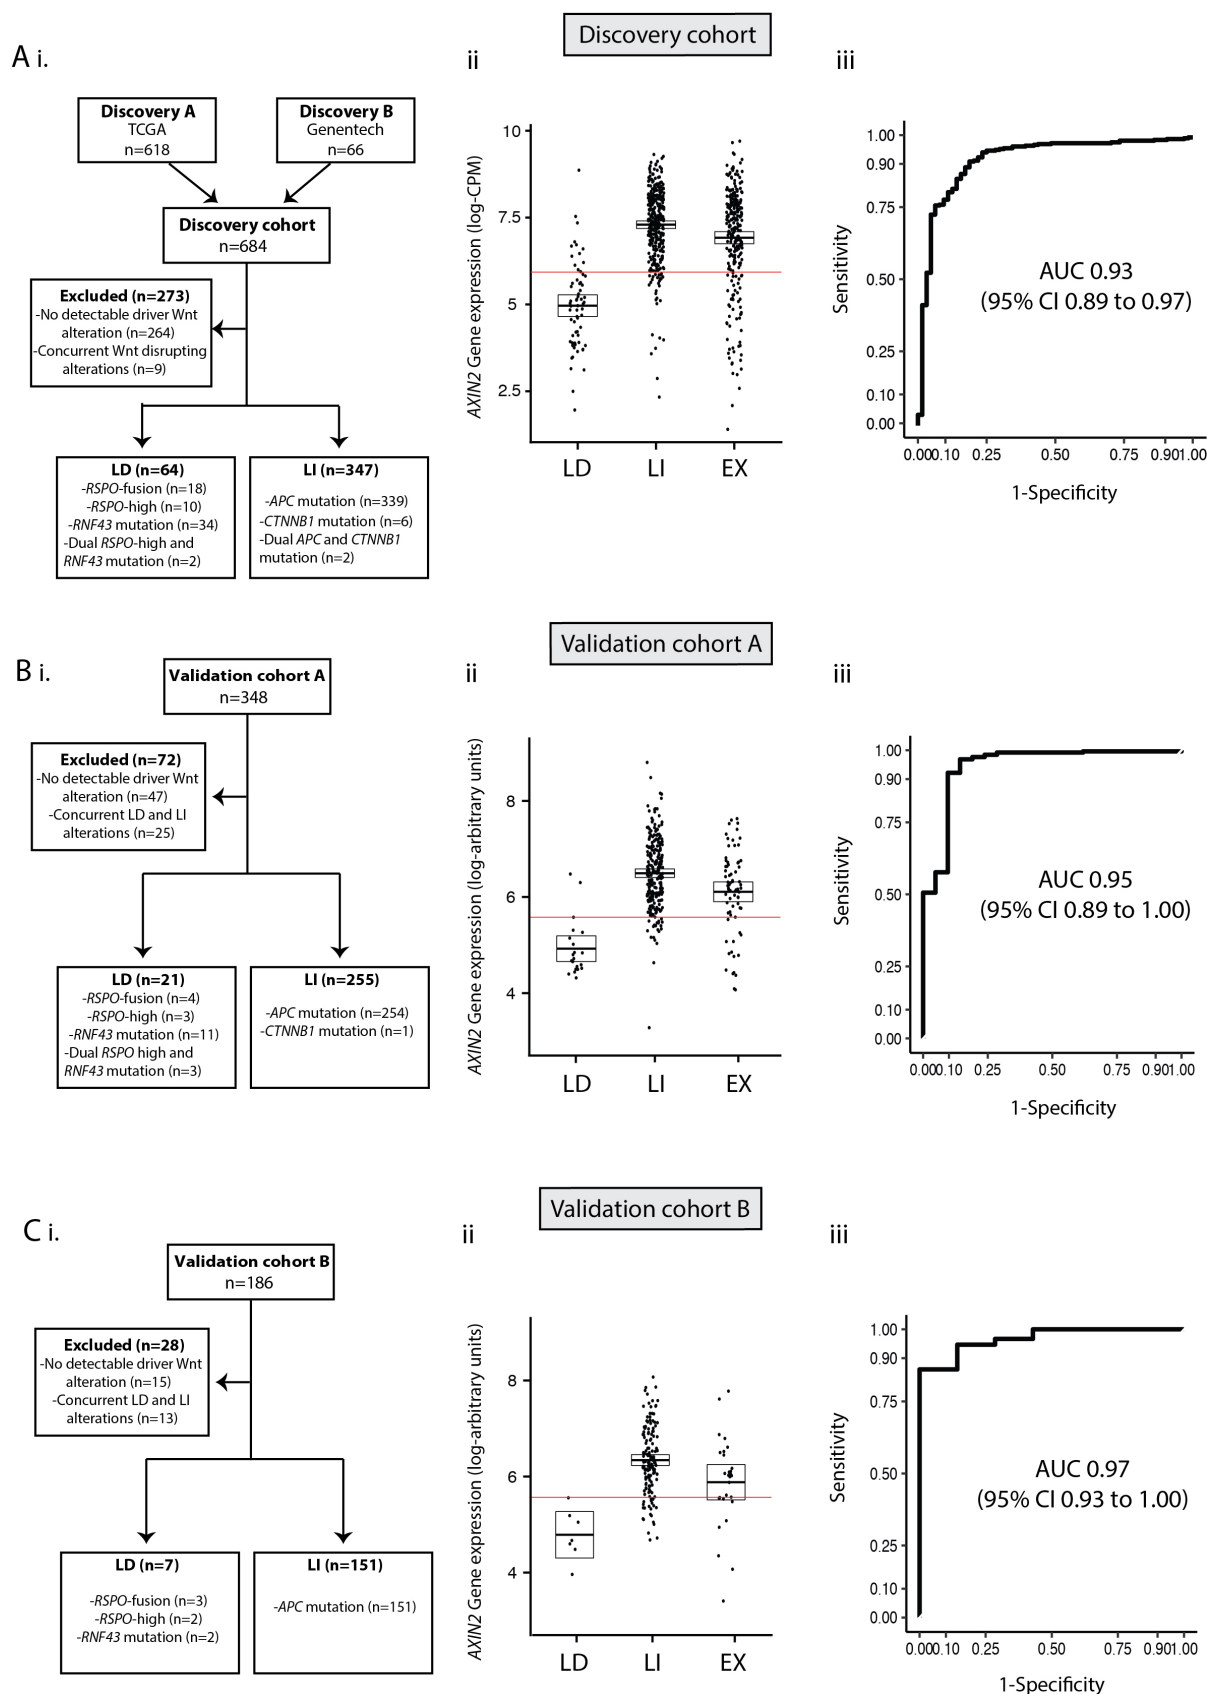 Discovery cohort
A i.
Discovery A
TCGA
n=618
Discovery B
Genentech
n=66
Discovery cohort
n=684
Excluded (n=273)
-No detectable driver Wnt
alteration (n=264)
-Concurrent Wnt disrupting
alterations (n=9)
LD (n=64)
-RSPO-fusion (n=18)
-RSPO-high (n=10)
-RNF43 mutation (n=34)
-Dual RSPO-high and
RNF43 mutation (n=2)
LI (n=347)
-APC mutation (n=339)
-CTNNB1 mutation (n=6)
-Dual APC and CTNNB1
mutation (n=2)
ii
AXIN2 Gene expression (log-CPM)
10
7.5
5
2.5
LD LI EX
iii
Sensitivity
1.00
0.90
0.75
0.50
0.25
0.10
0.00
AUC 0.93
(95% CI 0.89 to 0.97)
0.00 0.10 0.25 0.50 0.75 0.90 1.00
1-Specificity
Validation cohort A
B i.
Validation cohort A
n=348
Excluded (n=72)
-No detectable driver Wnt
alteration (n=47)
-Concurrent LD and LI
alterations (n=25)
LD (n=21)
-RSPO-fusion (n=4)
-RSPO-high (n=3)
-RNF43 mutation (n=11)
-Dual RSPO high and
RNF43 mutation (n=3)
LI (n=255)
-APC mutation (n=254)
-CTNNB1 mutation (n=1)
ii
AXIN2 Gene expression (log-arbitrary units)
8
6
4
LD LI EX
iii
Sensitivity
1.00
0.90
0.75
0.50
0.25
0.10
0.00
AUC 0.95
(95% CI 0.89 to 1.00)
0.00 0.10 0.25 0.50 0.75 0.90 1.00
1-Specificity
Validation cohort B
C i.
Validation cohort B
n=186
Excluded (n=28)
-No detectable driver Wnt
alteration (n=15)
-Concurrent LD and LI
alterations (n=13)
LD (n=7)
-RSPO-fusion (n=3)
-RSPO-high (n=2)
-RNF43 mutation (n=2)
LI (n=151)
-APC mutation (n=151)
ii
AXIN2 Gene expression (log-arbitrary units)
8
6
4
LD LI EX
iii
Sensitivity
1.00
0.90
0.75
0.50
0.25
0.10
0.00
AUC 0.97
(95% CI 0.93 to 1.00)
0.00 0.10 0.25 0.50 0.75 0.90 1.00
1-Specificity